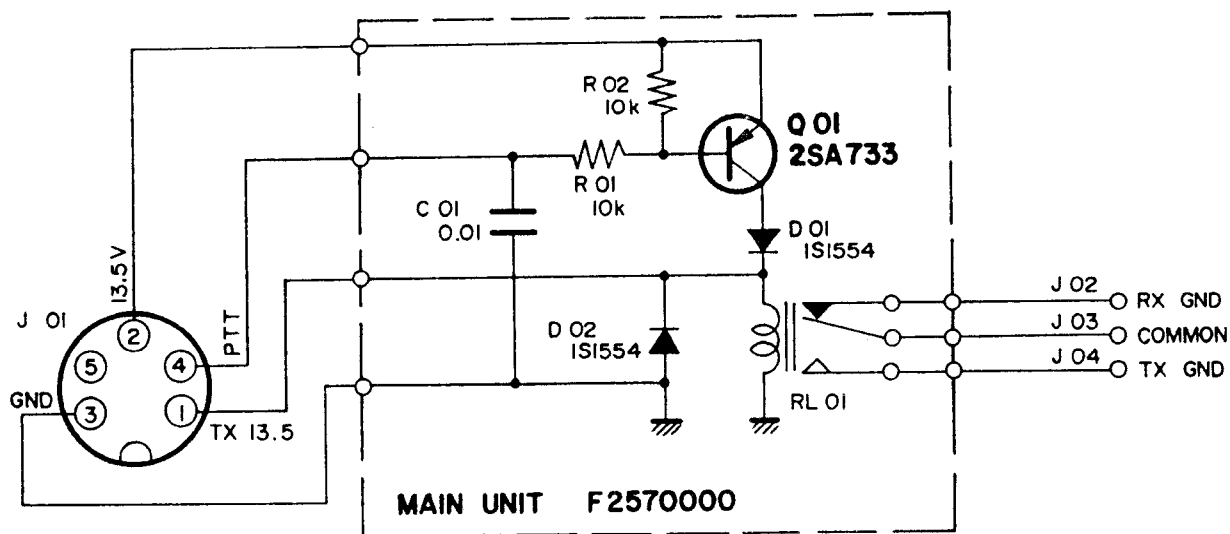 R 02
10k
Q 01
2SA733
R 01
10k
C 01
0.01
D 01
1S1554
13.5V
PTT
J 01
2
5
4
3
1
GND
TX 13.5
D 02
1S1554
RL 01
J 02
RX GND
J 03
COMMON
J 04
TX GND
MAIN UNIT F2570000